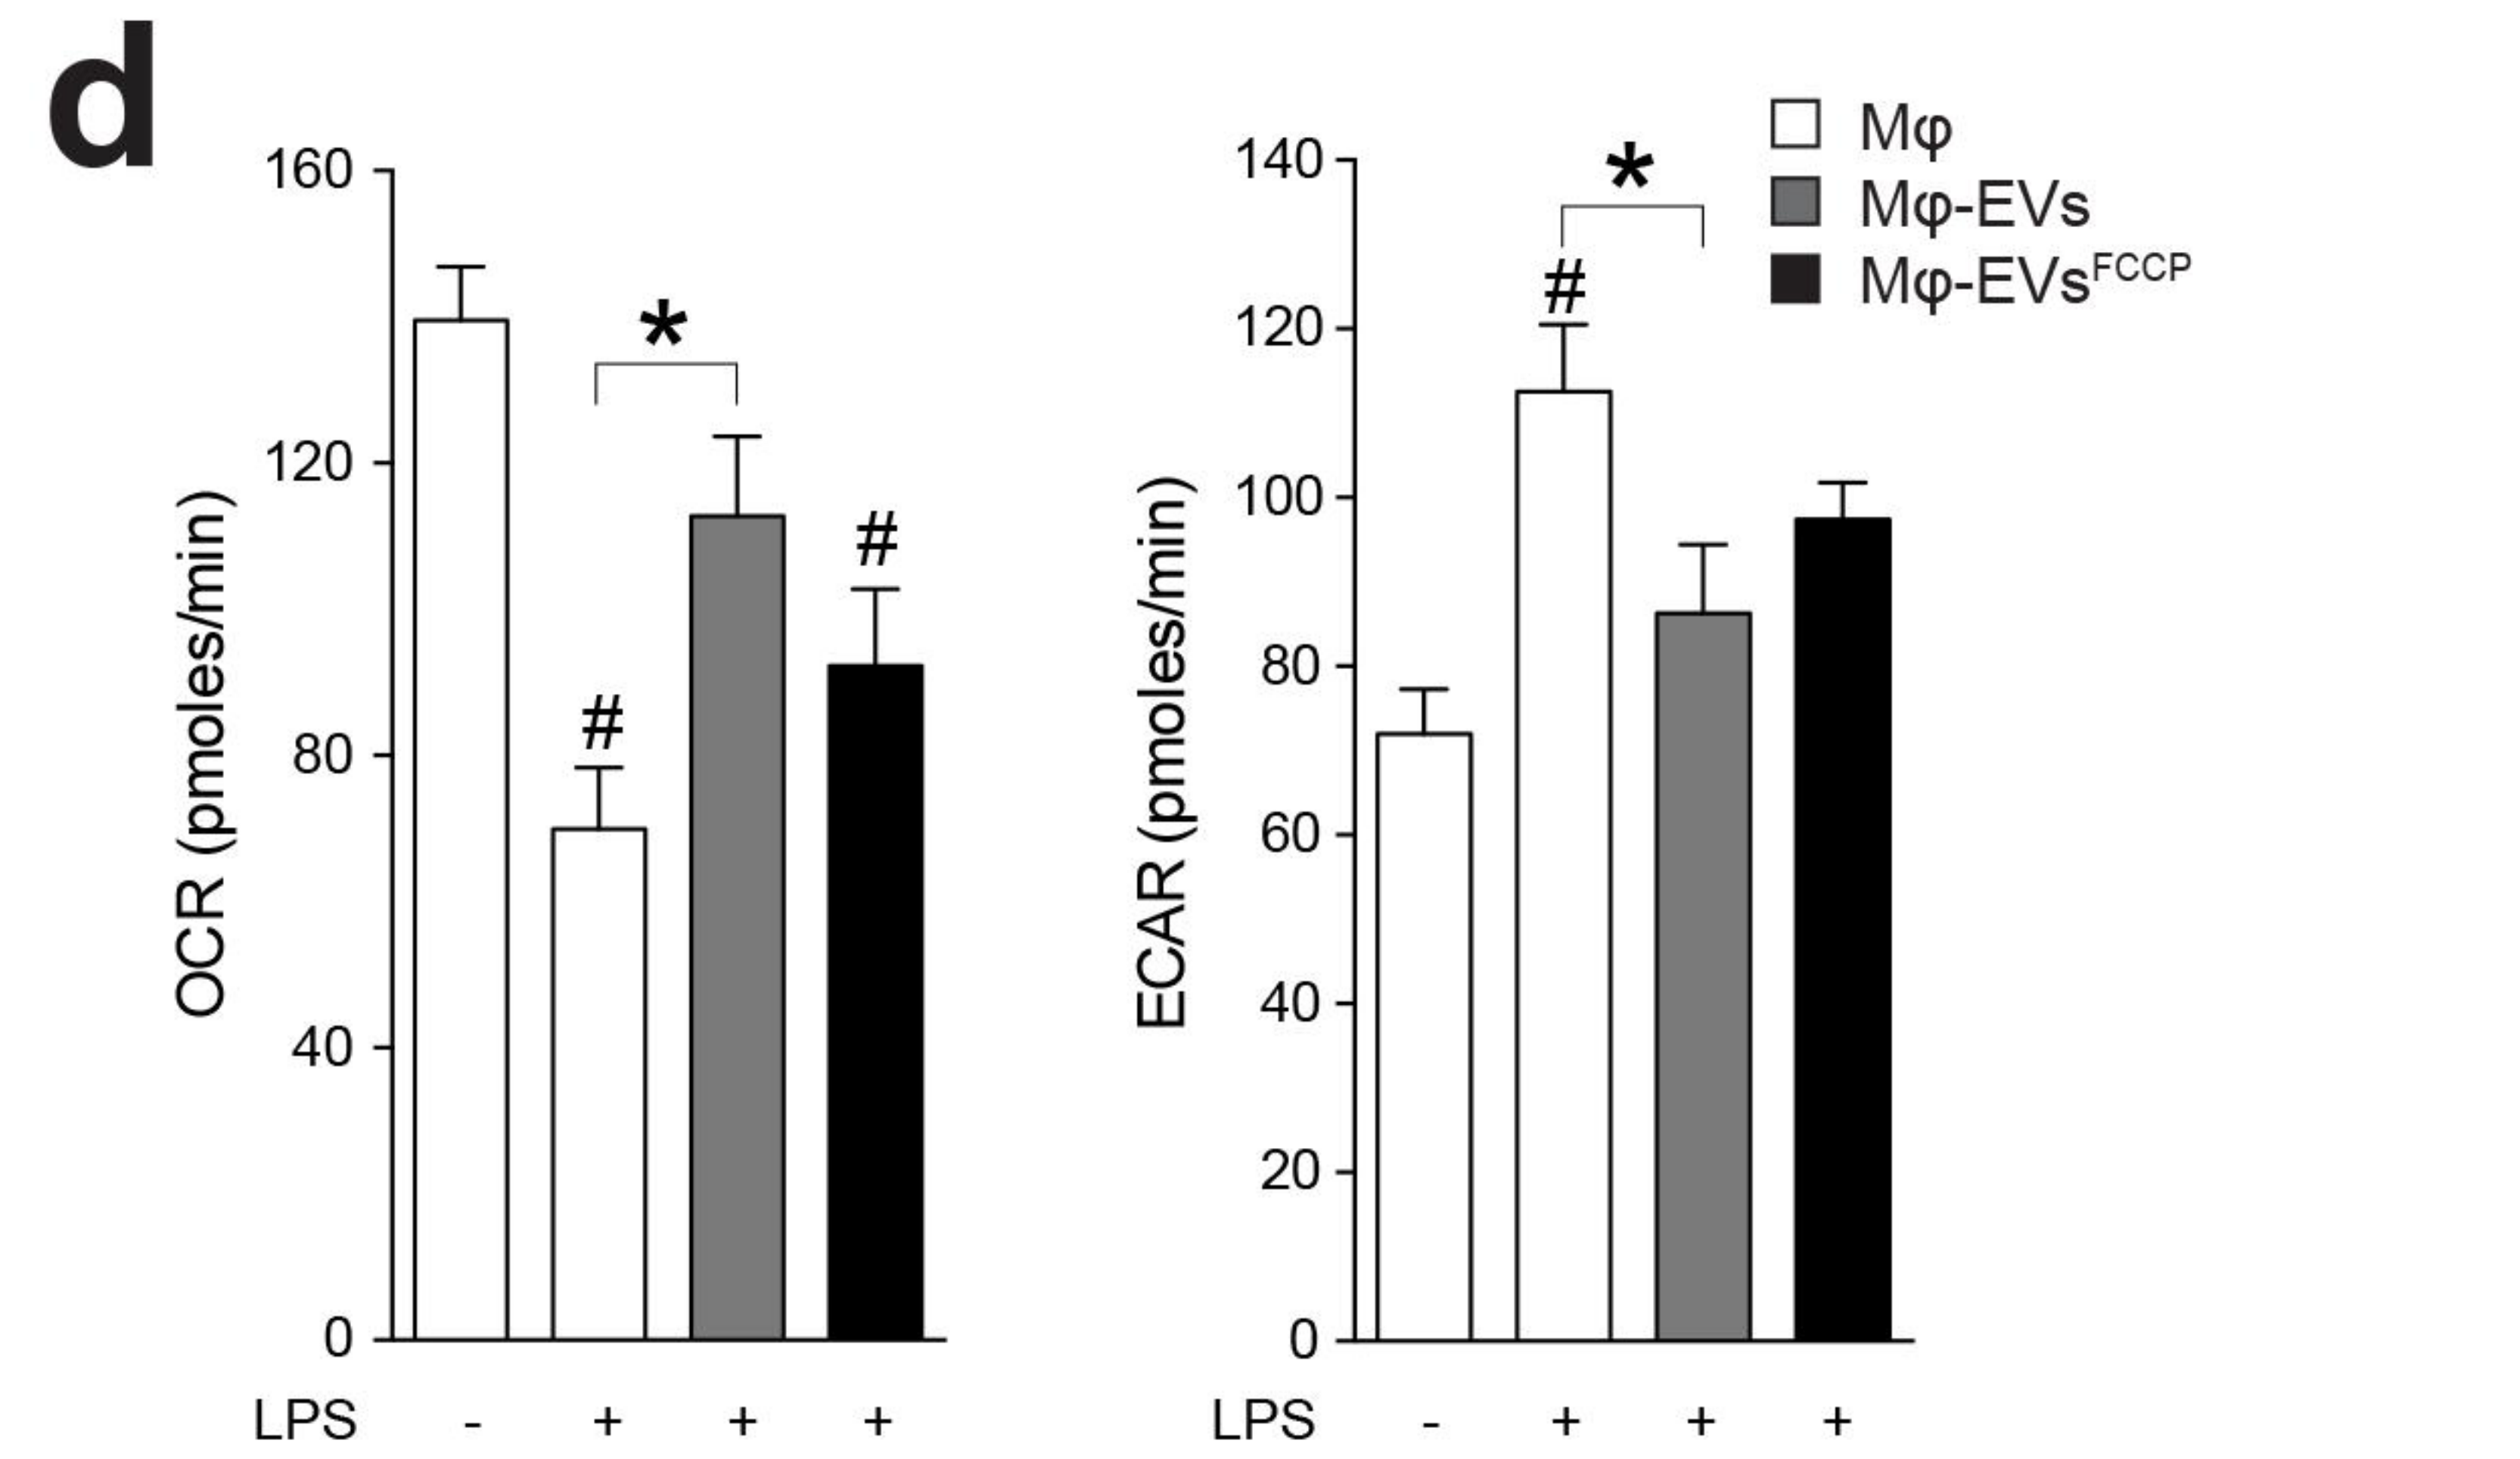 d
OCR (pmoles/min)
160
120
80
40
0
*
#
#
LPS - + + +
ECAR (pmoles/min)
140
120
100
80
60
40
20
0
*
#
LPS - + + +
Mφ
Mφ-EVs
Mφ-EVsFCCP